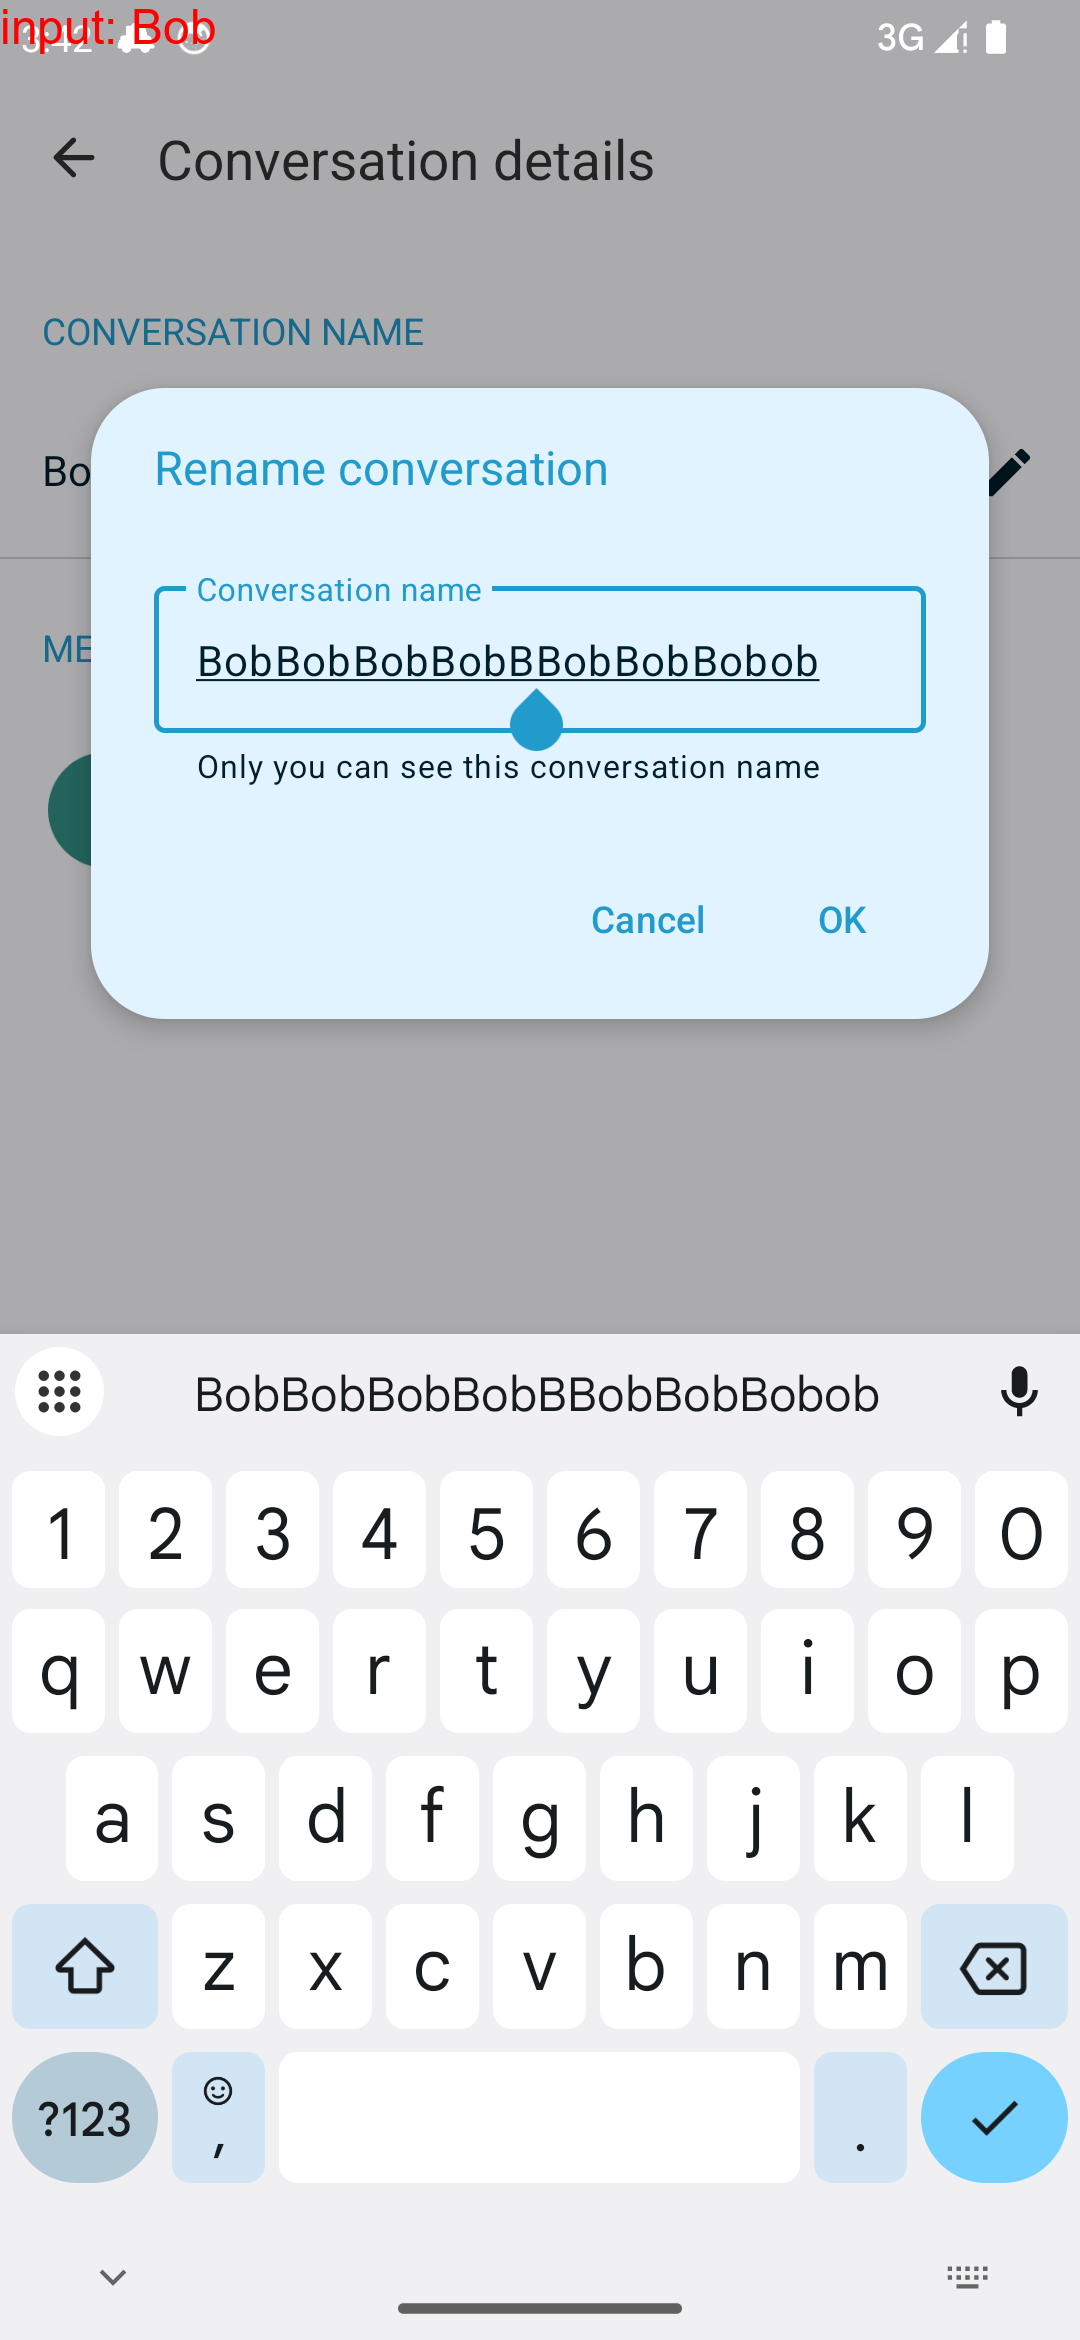 input: Bob
3:42
3G
Conversation details
CONVERSATION NAME
Bo
Rename conversation
Conversation name
BobBobBobBobBBobBobBobob
Only you can see this conversation name
ME
Cancel
OK
BobBobBobBobBBobBobBobob
1 2 3 4 5 6 7 8 9 0
q w e r t y u i o p
a s d f g h j k l
z x c v b n m
?123 , .